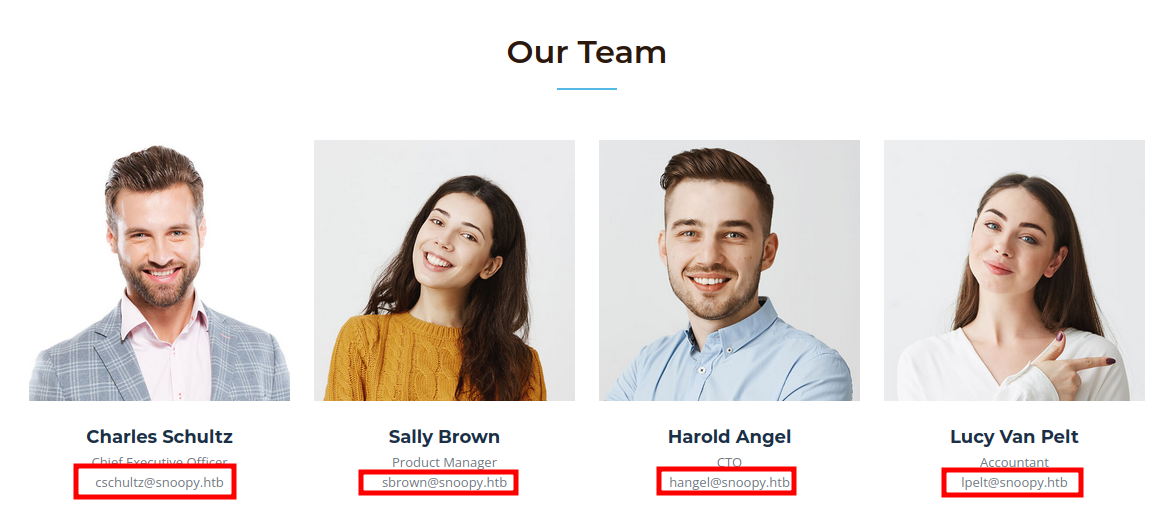 Our Team
Charles Schultz
Chief Executive Officer
cschultz@snoopy.htb
Sally Brown
Product Manager
sbrown@snoopy.htb
Harold Angel
CTO
hangel@snoopy.htb
Lucy Van Pelt
Accountant
lpelt@snoopy.htb